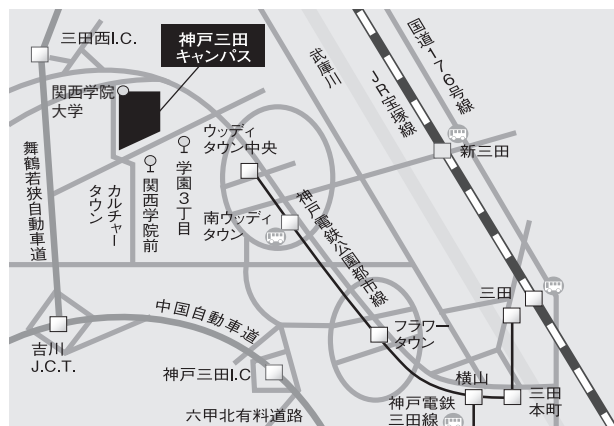 三田西I.C.
神戸三田
キャンパス
関西学院
大学
舞鶴若狭自動車道
カルチャー
タウン
関西学院前
学園3丁目
ウッディ
タウン中央
南ウッディ
タウン
神戸電鉄公園都市線
武庫川
JR宝塚線
国道176号線
新三田
三田
フラワー
タウン
中国自動車道
吉川
J.C.T.
神戸三田I.C
六甲北有料道路
横山
神戸電鉄
三田線
三田
本町